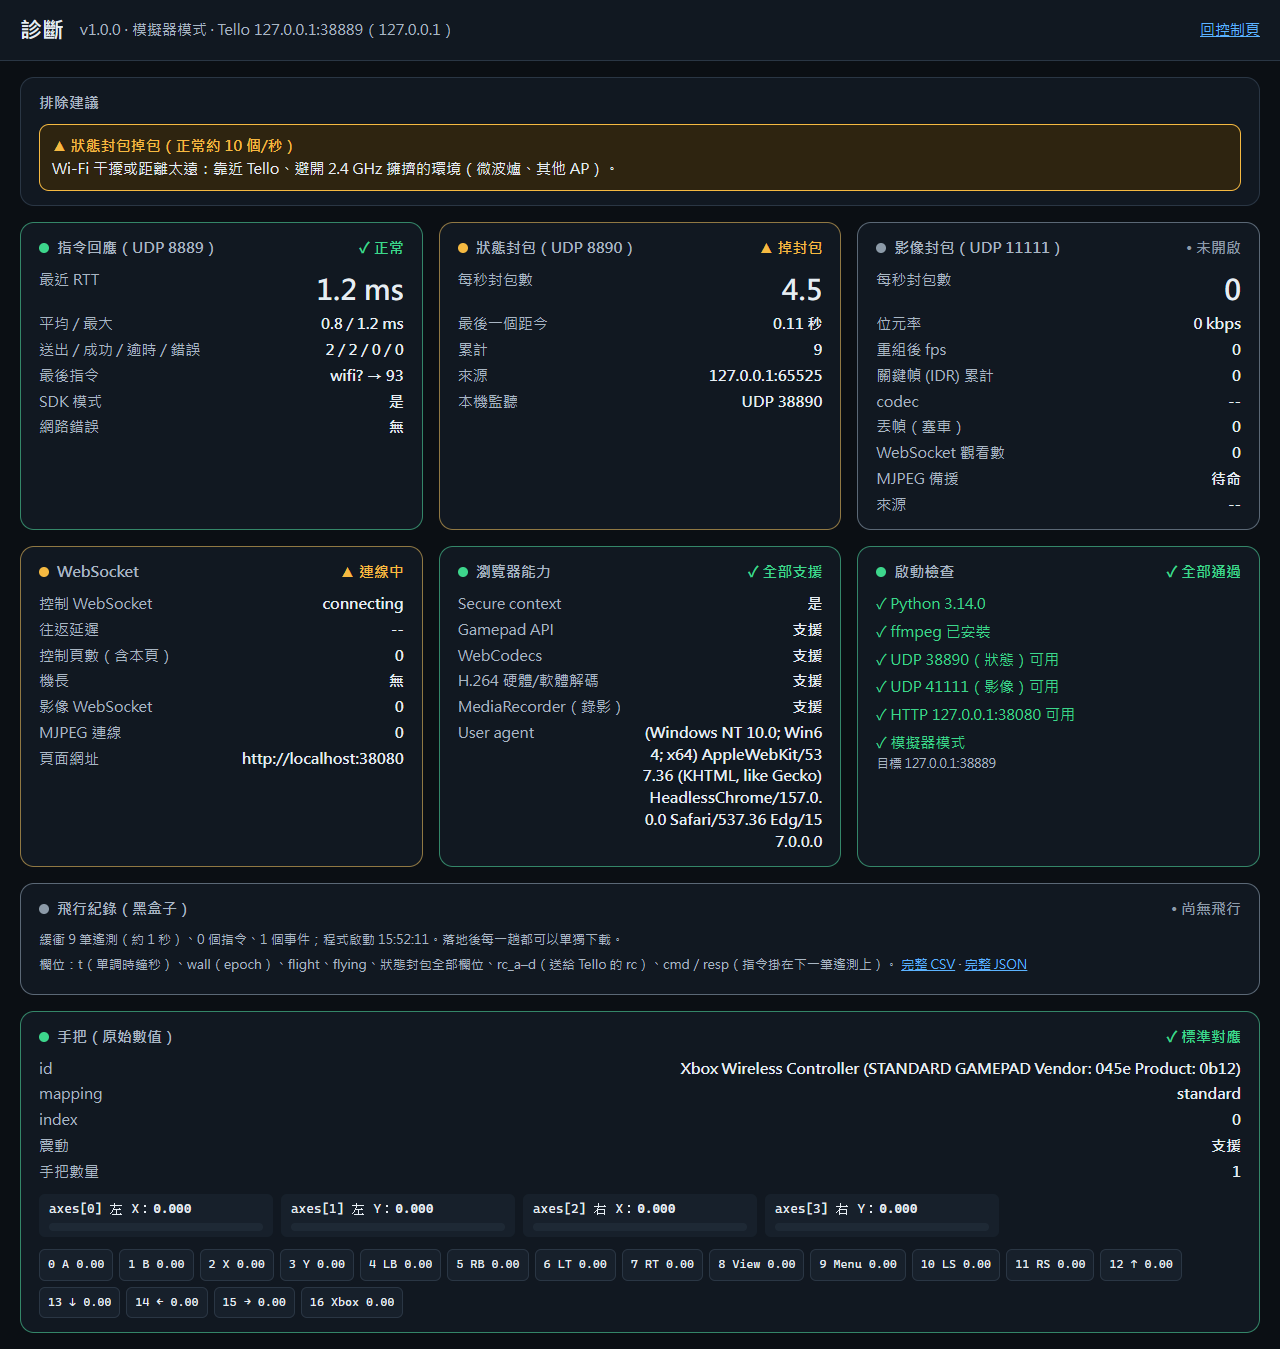 診斷 v1.0.0 · 模擬器模式 · Tello 127.0.0.1:38889（127.0.0.1） 回控制頁
排除建議
▲ 狀態封包掉包（正常約 10 個/秒）
Wi-Fi 干擾或距離太遠：靠近 Tello、避開 2.4 GHz 擁擠的環境（微波爐、其他 AP）。
指令回應（UDP 8889） ✓ 正常
最近 RTT 1.2 ms
平均 / 最大 0.8 / 1.2 ms
送出 / 成功 / 逾時 / 錯誤 2 / 2 / 0 / 0
最後指令 wifi? → 93
SDK 模式 是
網路錯誤 無
狀態封包（UDP 8890） ▲ 掉封包
每秒封包數 4.5
最後一個距今 0.11 秒
累計 9
來源 127.0.0.1:65525
本機監聽 UDP 38890
影像封包（UDP 11111） • 未開啟
每秒封包數 0
位元率 0 kbps
重組後 fps 0
關鍵幀 (IDR) 累計 0
codec --
丟幀（塞車） 0
WebSocket 觀看數 0
MJPEG 備援 待命
來源 --
WebSocket ▲ 連線中
控制 WebSocket connecting
往返延遲 --
控制頁數（含本頁） 0
機長 無
影像 WebSocket 0
MJPEG 連線 0
頁面網址 http://localhost:38080
瀏覽器能力 ✓ 全部支援
Secure context 是
Gamepad API 支援
WebCodecs 支援
H.264 硬體/軟體解碼 支援
MediaRecorder（錄影） 支援
User agent (Windows NT 10.0; Win6
4; x64) AppleWebKit/53
7.36 (KHTML, like Gecko)
HeadlessChrome/157.0.
0.0 Safari/537.36 Edg/15
7.0.0.0
啟動檢查 ✓ 全部通過
✓ Python 3.14.0
✓ ffmpeg 已安裝
✓ UDP 38890（狀態）可用
✓ UDP 41111（影像）可用
✓ HTTP 127.0.0.1:38080 可用
✓ 模擬器模式
目標 127.0.0.1:38889
飛行紀錄（黑盒子） • 尚無飛行
緩衝 9 筆遙測（約 1 秒）、0 個指令、1 個事件；程式啟動 15:52:11。落地後每一趟都可以單獨下載。
欄位：t（單調時鐘秒）、wall（epoch）、flight、flying、狀態封包全部欄位、rc_a–d（送給 Tello 的 rc）、cmd / resp（指令掛在下一筆遙測上）。 完整 CSV · 完整 JSON
手把（原始數值） ✓ 標準對應
id Xbox Wireless Controller (STANDARD GAMEPAD Vendor: 045e Product: 0b12)
mapping standard
index 0
震動 支援
手把數量 1
axes[0] 左 X：0.000 axes[1] 左 Y：0.000 axes[2] 右 X：0.000 axes[3] 右 Y：0.000
0 A 0.00 1 B 0.00 2 X 0.00 3 Y 0.00 4 LB 0.00 5 RB 0.00 6 LT 0.00 7 RT 0.00 8 View 0.00 9 Menu 0.00 10 LS 0.00 11 RS 0.00 12 ↑ 0.00
13 ↓ 0.00 14 ← 0.00 15 → 0.00 16 Xbox 0.00